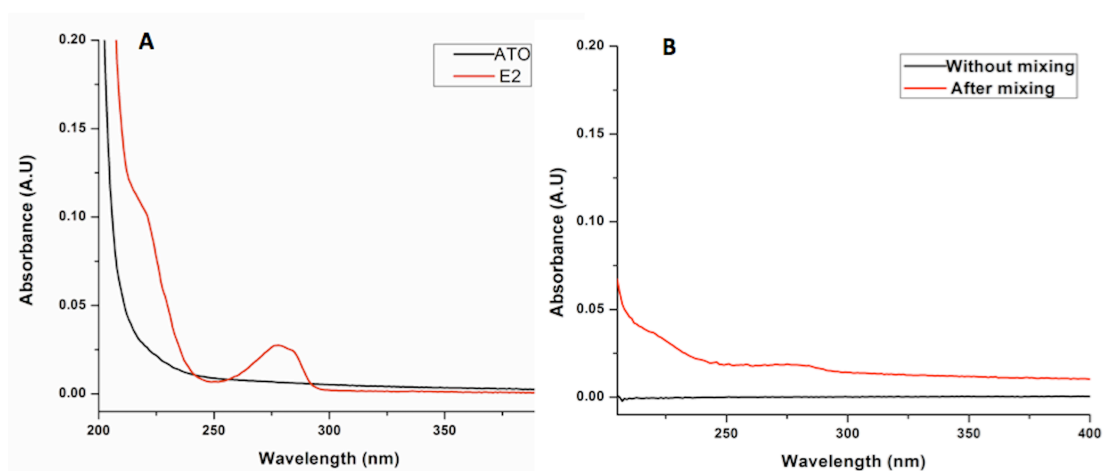 A
ATO
E2
0.20
0.15
0.10
0.05
0.00
Absorbance (A.U)
200
250
300
350
Wavelength (nm)
B
Without mixing
After mixing
0.20
0.15
0.10
0.05
0.00
Absorbance (A.U)
250
300
350
400
Wavelength (nm)